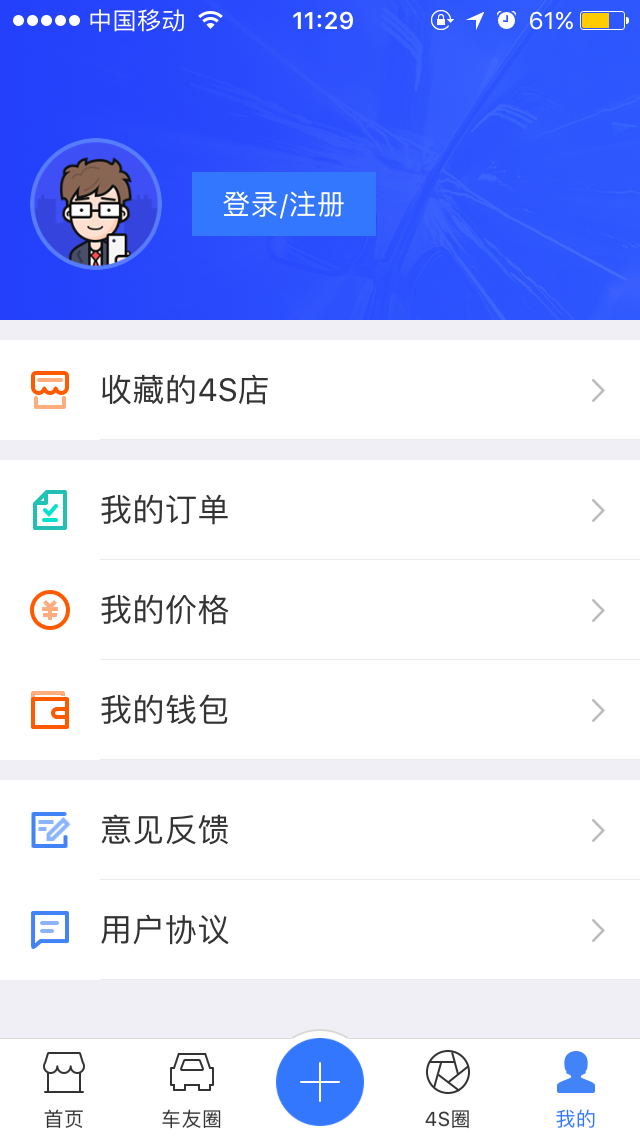 中国移动 11:29 61%
登录/注册
收藏的4S店
我的订单
我的价格
我的钱包
意见反馈
用户协议
首页 车友圈 4S圈 我的